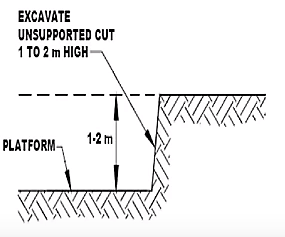 EXCAVATE
UNSUPPORTED CUT
1 TO 2 m HIGH
1-2 m
PLATFORM